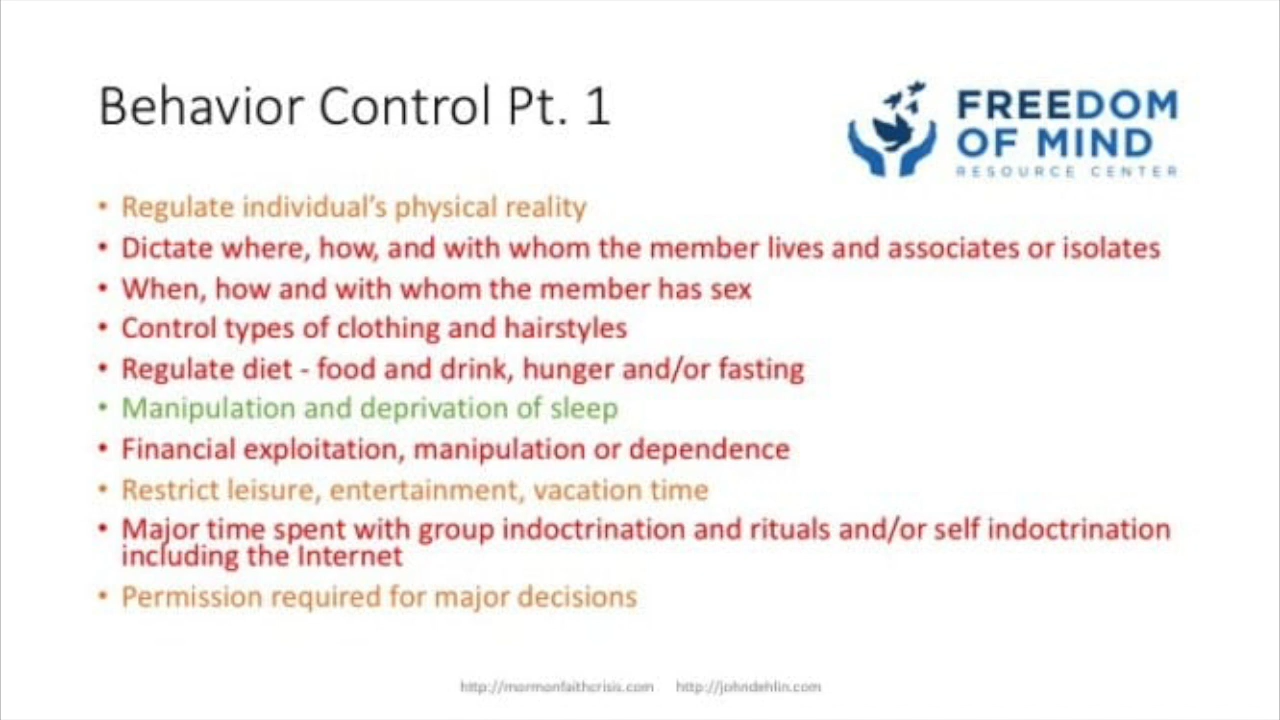 Behavior Control Pt. 1
FREEDOM
OF MIND
RESOURCE CENTER
• Regulate individual's physical reality
• Dictate where, how, and with whom the member lives and associates or isolates
• When, how and with whom the member has sex
• Control types of clothing and hairstyles
• Regulate diet - food and drink, hunger and/or fasting
• Manipulation and deprivation of sleep
• Financial exploitation, manipulation or dependence
• Restrict leisure, entertainment, vacation time
• Major time spent with group indoctrination and rituals and/or self indoctrination
including the Internet
• Permission required for major decisions
http://mormonfaithcrisis.com http://johndehlin.com